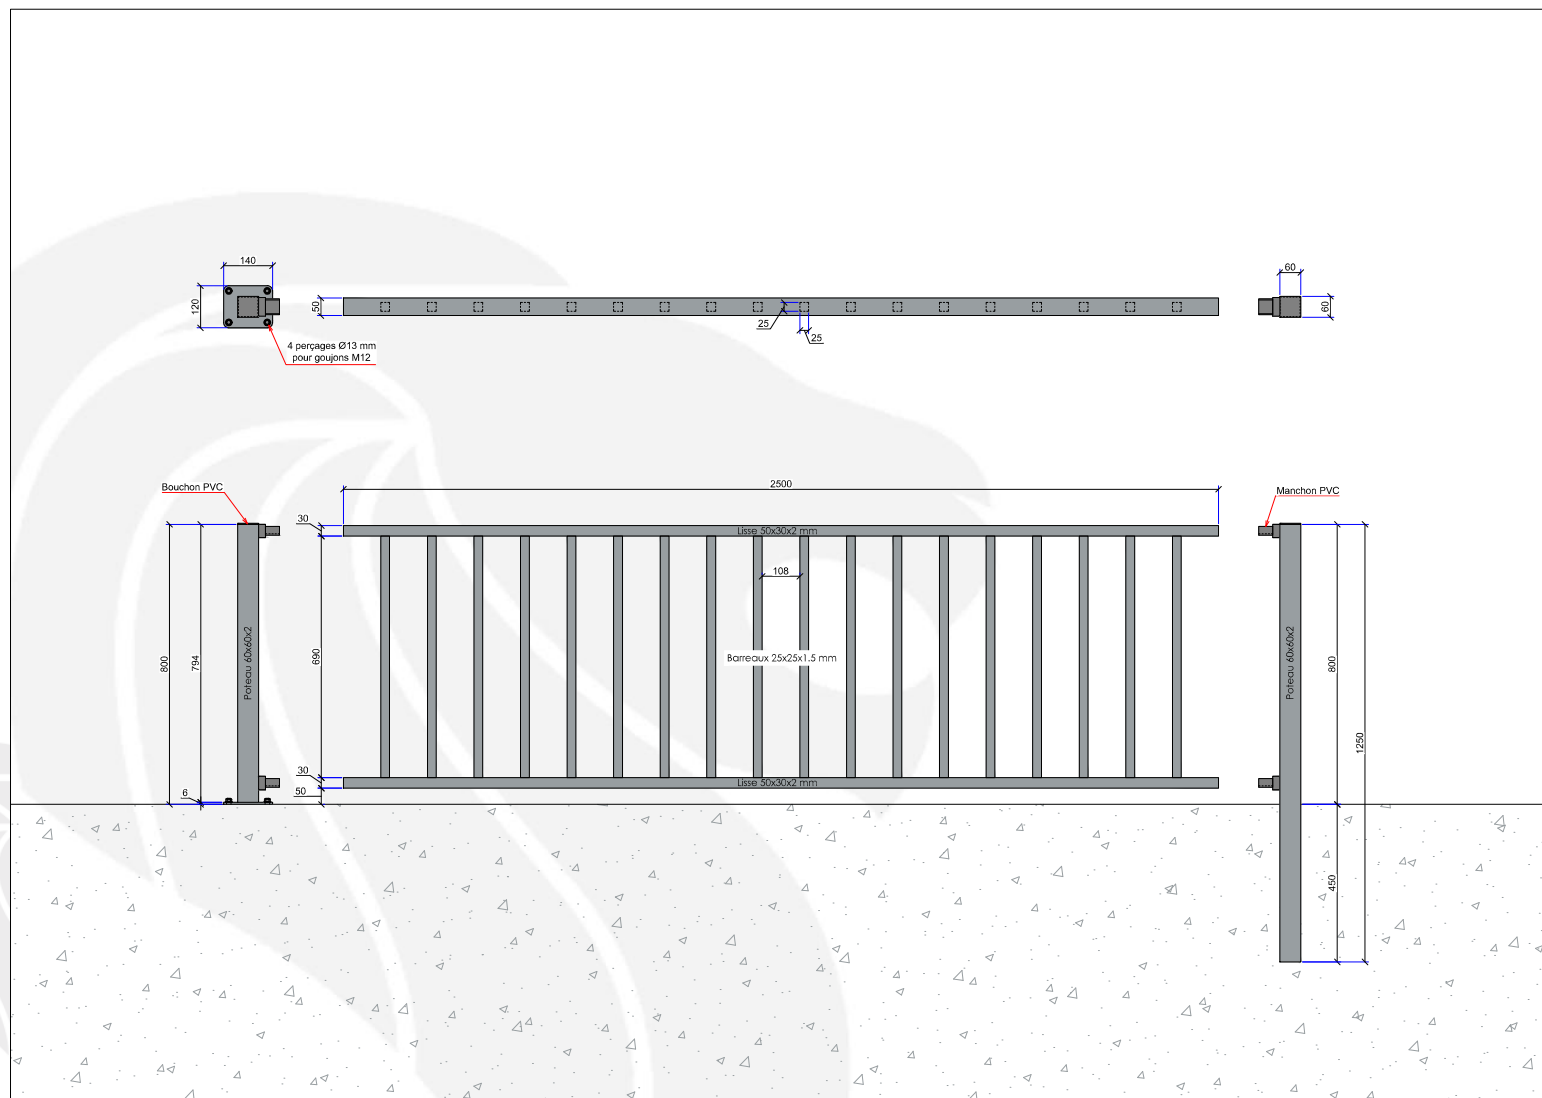 140
120
4 perçages Ø13 mm
pour goujons M12
50
25
25
60
60
Bouchon PVC
2500
Manchon PVC
30
Lisse 50x30x2 mm
108
Poteau 60x60x2
800
794
690
Barreaux 25x25x1.5 mm
Poteau 60x60x2
800
1250
30
Lisse 50x30x2 mm
50
6
450